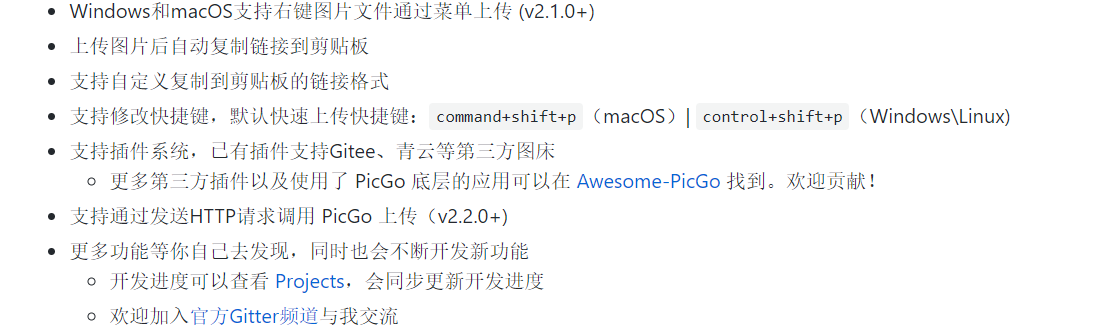 Windows和macOS支持右键图片文件通过菜单上传 (v2.1.0+)
上传图片后自动复制链接到剪贴板
支持自定义复制到剪贴板的链接格式
支持修改快捷键，默认快速上传快捷键：command+shift+p（macOS）| control+shift+p（Windows\Linux)
支持插件系统，已有插件支持Gitee、青云等第三方图床
更多第三方插件以及使用了 PicGo 底层的应用可以在 Awesome-PicGo 找到。欢迎贡献！
支持通过发送HTTP请求调用 PicGo 上传（v2.2.0+)
更多功能等你自己去发现，同时也会不断开发新功能
开发进度可以查看 Projects，会同步更新开发进度
欢迎加入官方Gitter频道与我交流